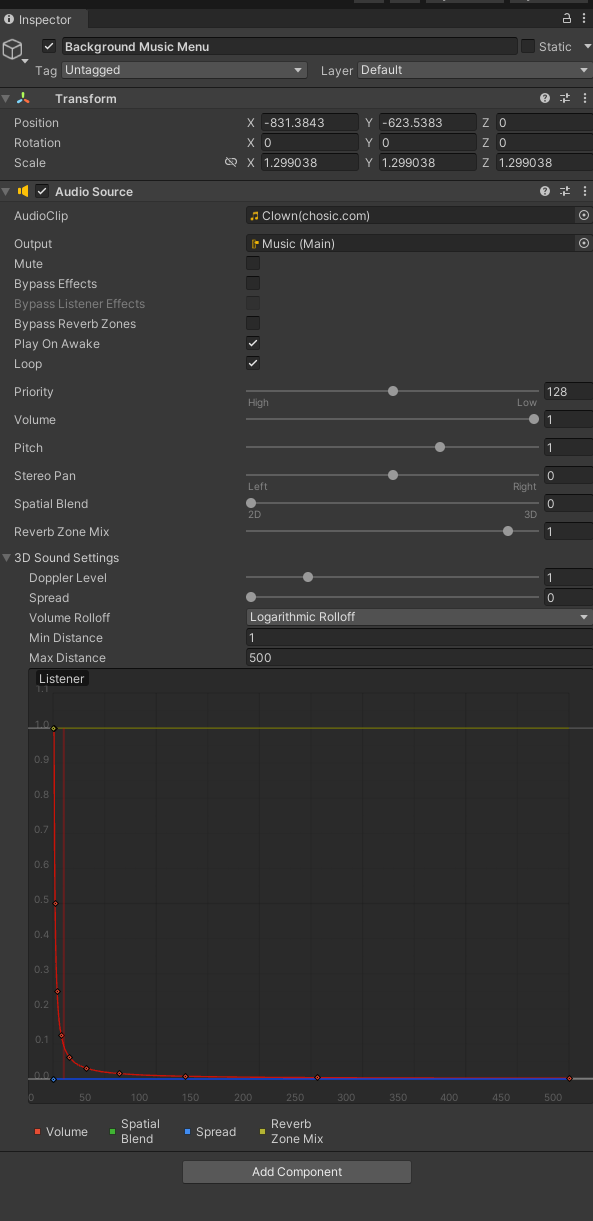 Inspector
Background Music Menu
Static
Tag Untagged Layer Default
Transform
Position X -831.3843 Y -623.5383 Z 0
Rotation X 0 Y 0 Z 0
Scale X 1.299038 Y 1.299038 Z 1.299038
Audio Source
AudioClip Clown(chosic.com)
Output Music (Main)
Mute
Bypass Effects
Bypass Listener Effects
Bypass Reverb Zones
Play On Awake
Loop
Priority 128
High Low
Volume 1
Pitch 1
Stereo Pan 0
Left Right
Spatial Blend 0
2D 3D
Reverb Zone Mix 1
3D Sound Settings
Doppler Level 1
Spread 0
Volume Rolloff Logarithmic Rolloff
Min Distance 1
Max Distance 500
Listener
1.1
1.0
0.9
0.8
0.7
0.6
0.5
0.4
0.3
0.2
0.1
0.0
0 50 100 150 200 250 300 350 400 450 500
Volume Spatial Blend Spread Reverb Zone Mix
Add Component